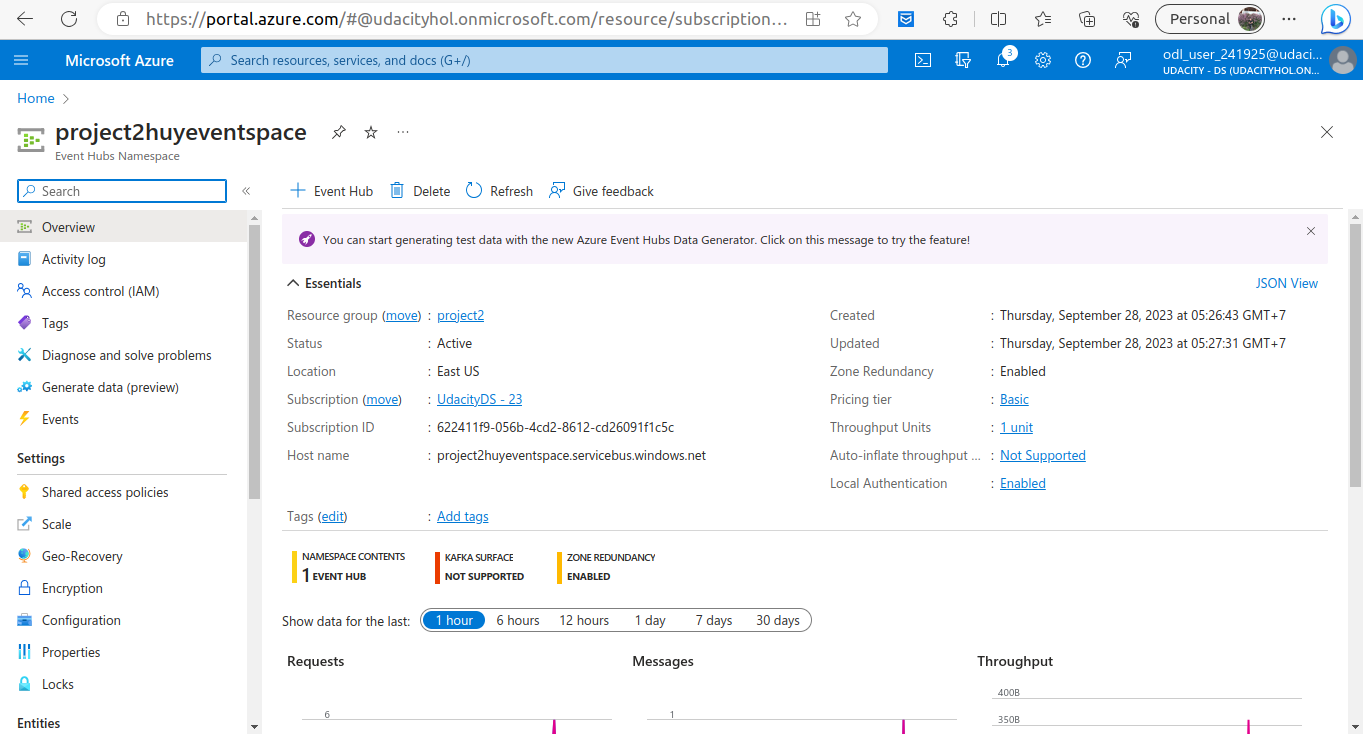 https://portal.azure.com/#@udacityhol.onmicrosoft.com/resource/subscription...
Personal
Microsoft Azure
Search resources, services, and docs (G+/)
3
odl_user_241925@udaci...
UDACITY - DS (UDACITYHOL.ON...
Home
project2huyeventspace
Event Hubs Namespace
Search
Event Hub
Delete
Refresh
Give feedback
Overview
Activity log
Access control (IAM)
Tags
Diagnose and solve problems
Generate data (preview)
Events
Settings
Shared access policies
Scale
Geo-Recovery
Encryption
Configuration
Properties
Locks
Entities
You can start generating test data with the new Azure Event Hubs Data Generator. Click on this message to try the feature!
Essentials
JSON View
Resource group (move) : project2
Status : Active
Location : East US
Subscription (move) : UdacityDS - 23
Subscription ID : 622411f9-056b-4cd2-8612-cd26091f1c5c
Host name : project2huyeventspace.servicebus.windows.net
Created : Thursday, September 28, 2023 at 05:26:43 GMT+7
Updated : Thursday, September 28, 2023 at 05:27:31 GMT+7
Zone Redundancy : Enabled
Pricing tier : Basic
Throughput Units : 1 unit
Auto-inflate throughput ... : Not Supported
Local Authentication : Enabled
Tags (edit) : Add tags
NAMESPACE CONTENTS
1 EVENT HUB
KAFKA SURFACE
NOT SUPPORTED
ZONE REDUNDANCY
ENABLED
Show data for the last: 1 hour 6 hours 12 hours 1 day 7 days 30 days
Requests
6
Messages
1
Throughput
400B
350B